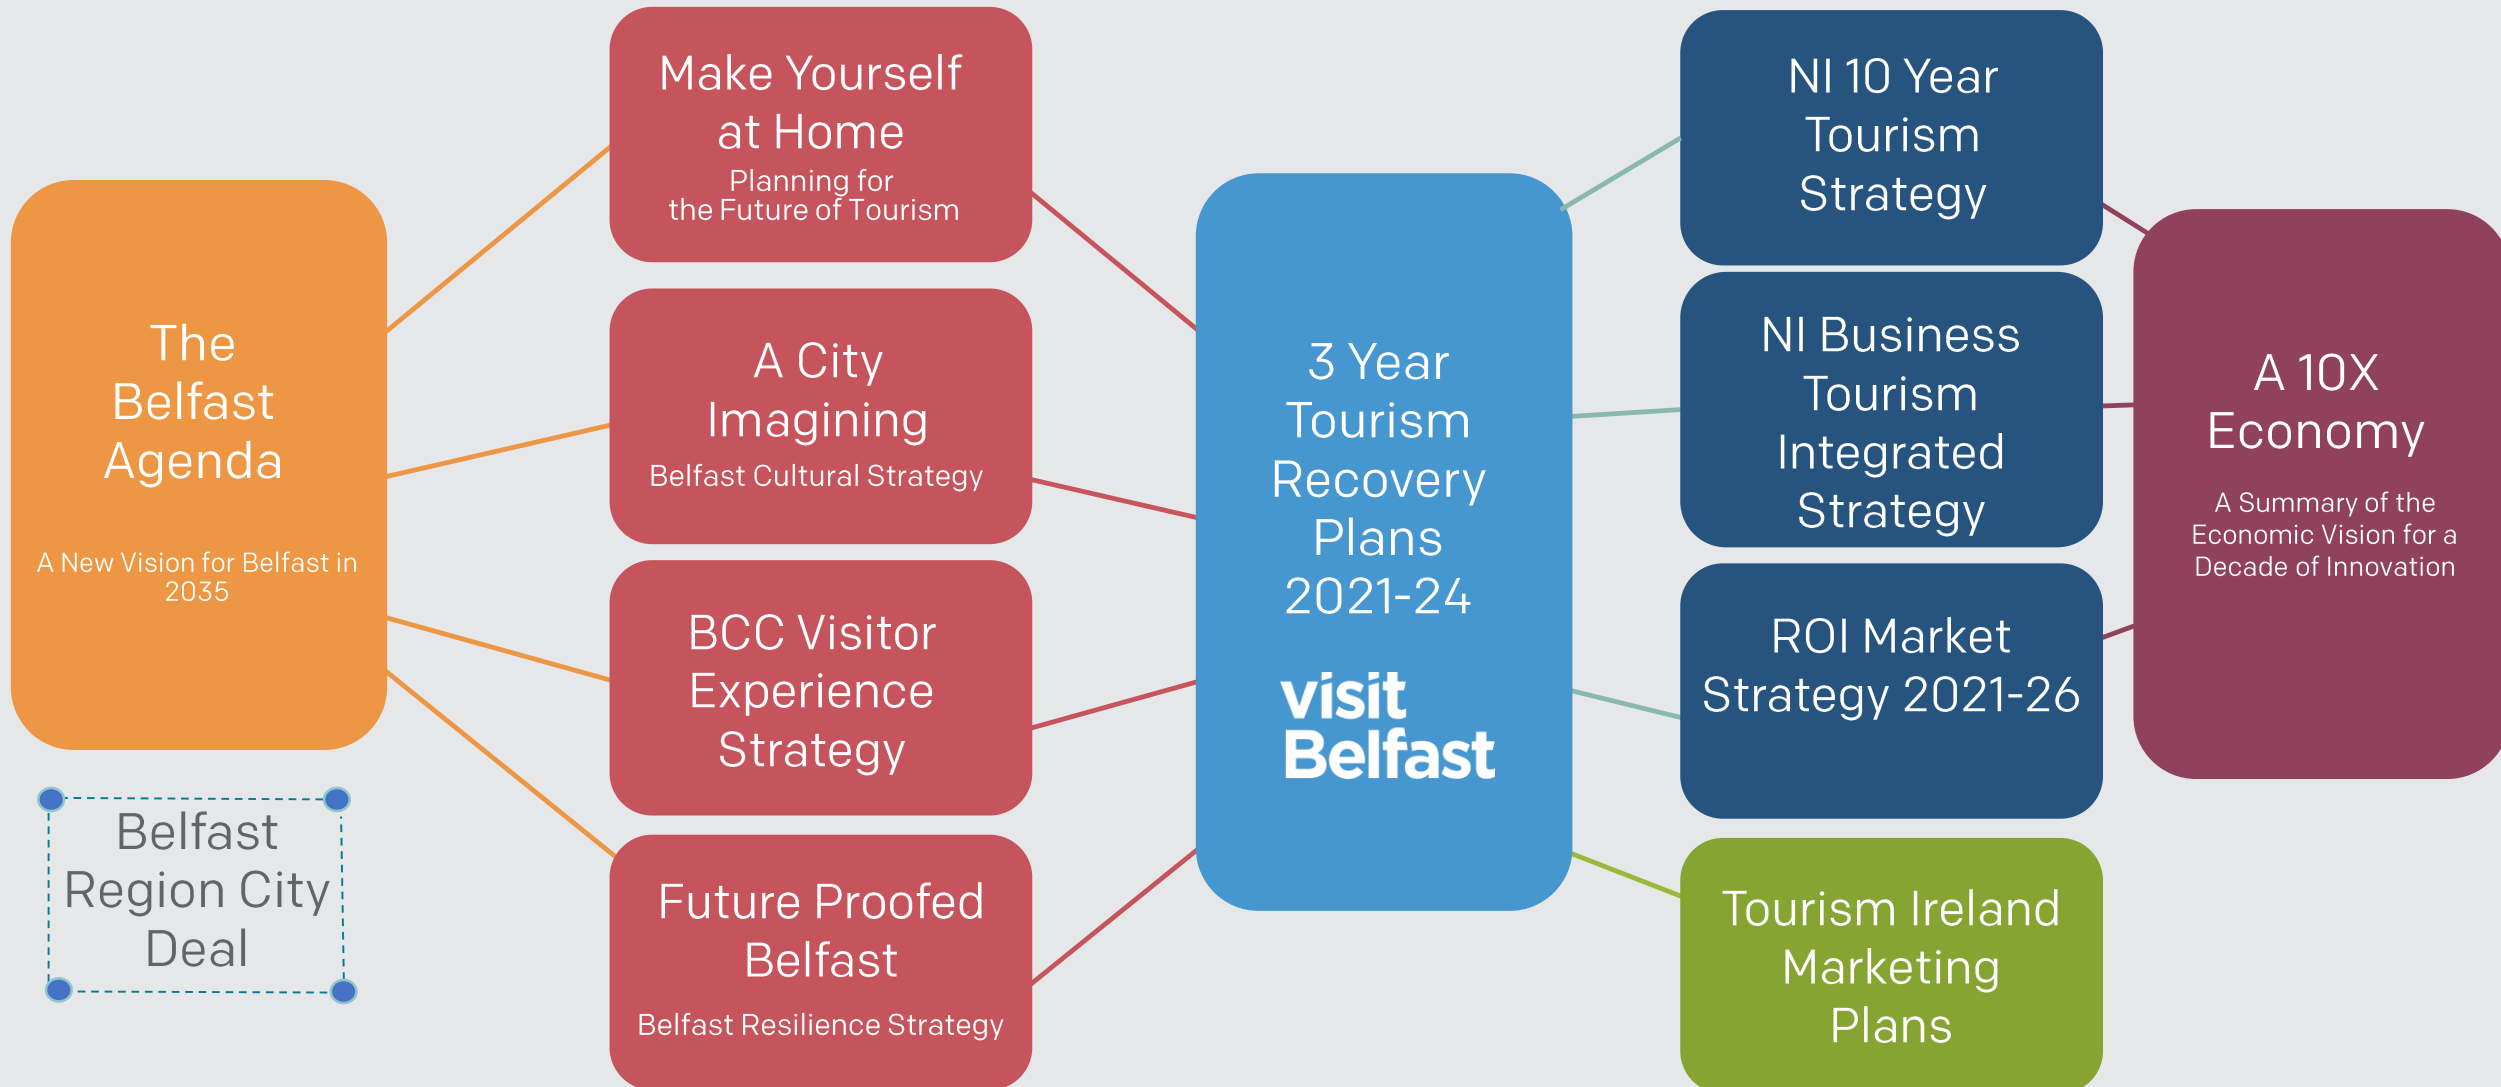 The
Belfast
Agenda
A New Vision for Belfast in
2035
Belfast
Region City
Deal
Make Yourself
at Home
Planning for
the Future of Tourism
A City
Imagining
Belfast Cultural Strategy
BCC Visitor
Experience
Strategy
Future Proofed
Belfast
Belfast Resilience Strategy
3 Year
Tourism
Recovery
Plans
2021-24
visit
Belfast
NI 10 Year
Tourism
Strategy
NI Business
Tourism
Integrated
Strategy
ROI Market
Strategy 2021-26
Tourism Ireland
Marketing
Plans
A 10X
Economy
A Summary of the
Economic Vision for a
Decade of Innovation